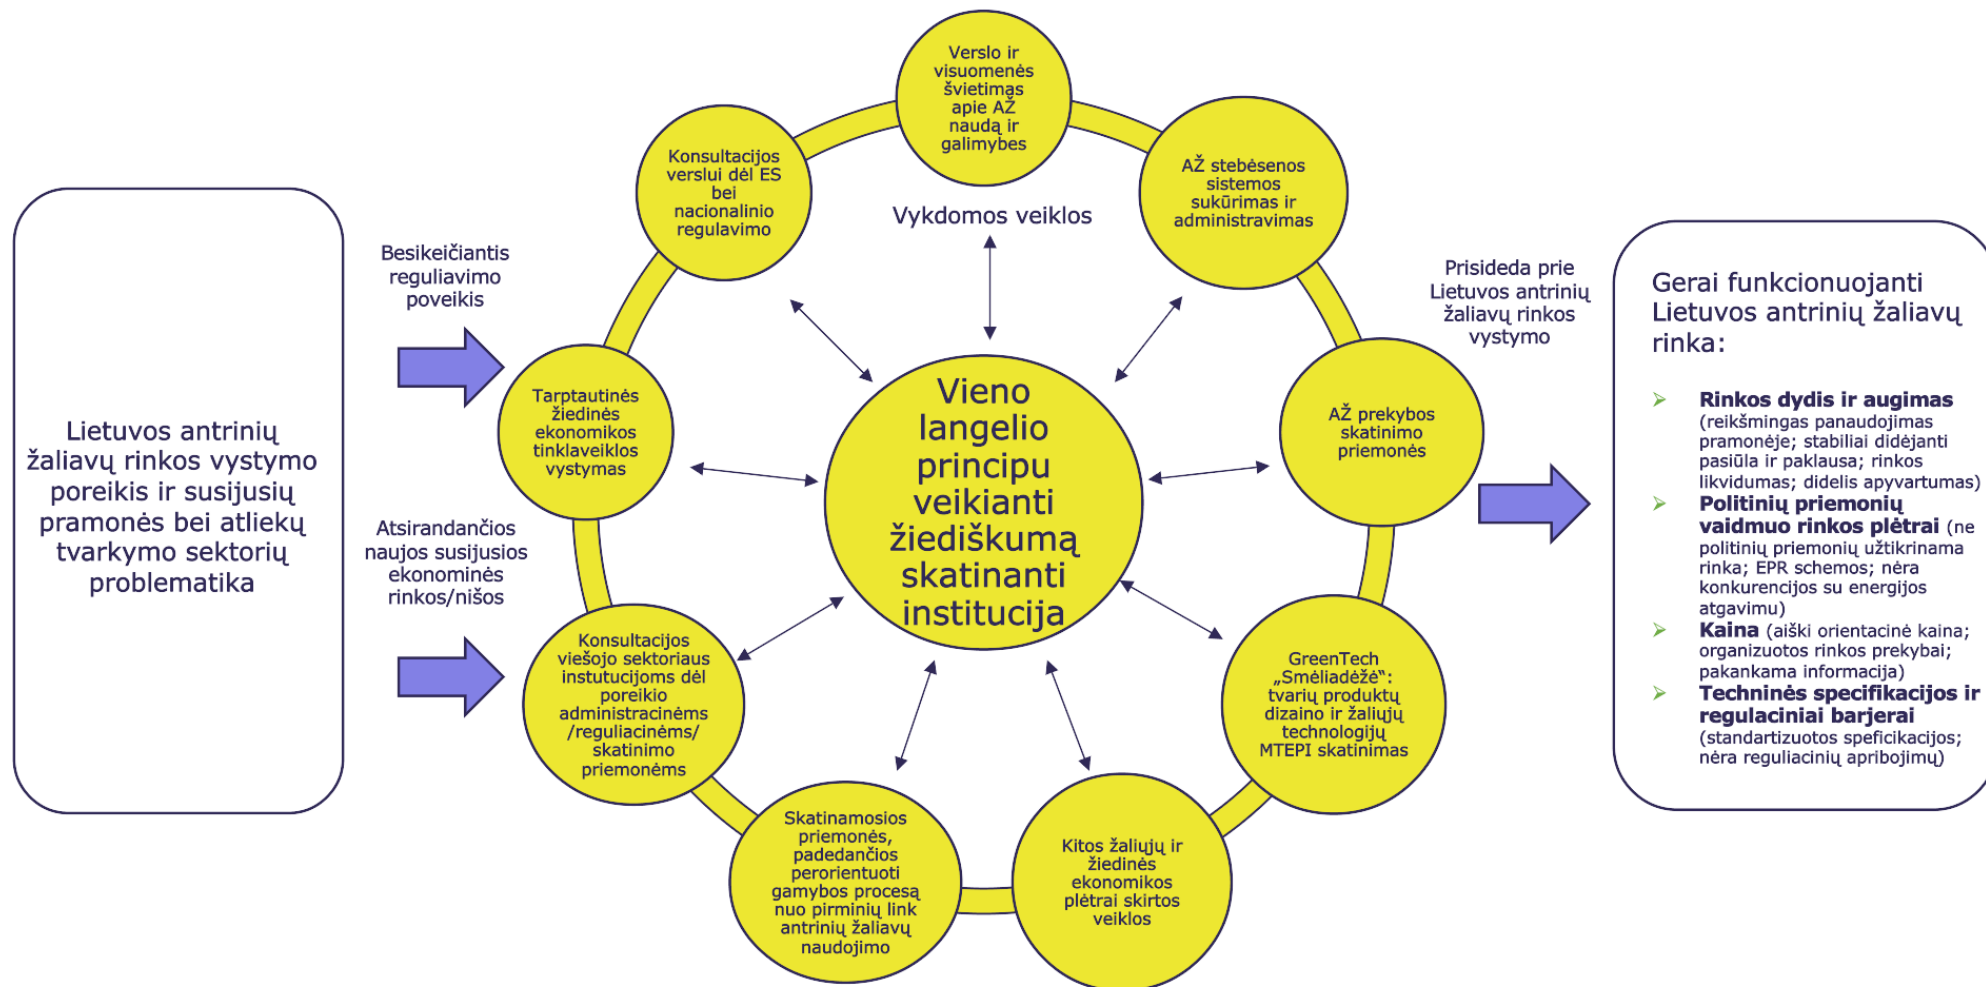 Lietuvos antrinių
žaliavų rinkos vystymo
poreikis ir susijusių
pramonės bei atliekų
tvarkymo sektorių
problematika
Besikeičiantis
reguliavimo
poveikis
Atsirandančios
naujos susijusios
ekonominės
rinkos/nišos
Verslo ir
visuomenės
švietimas
apie AŽ
naudą ir
galimybes
Vykdomos veiklos
Konsultacijos
verslui dėl ES
bei
nacionalinio
regulavimo
AŽ stebėsenos
sistemos
sukūrimas ir
administravimas
Tarptautinės
žiedinės
ekonomikos
tinklaveiklos
vystymas
AŽ prekybos
skatinimo
priemonės
Vieno
langelio
principu
veikianti
žiediškumą
skatinanti
institucija
Konsultacijos
viešojo sektoriaus
instutucijoms dėl
poreikio
administracinėms
/reguliacinėms/
skatinimo
priemonėms
GreenTech
„Smėliadėžė“:
tvarių produktų
dizaino ir žaliųjų
technologijų
MTEPI skatinimas
Skatinamosios
priemonės,
padedančios
perorientuoti
gamybos procesą
nuo pirminių link
antrinių žaliavų
naudojimo
Kitos žaliųjų ir
žiedinės
ekonomikos
plėtrai skirtos
veiklos
Prisideda prie
Lietuvos antrinių
žaliavų rinkos
vystymo
Gerai funkcionuojanti
Lietuvos antrinių žaliavų
rinka:
Rinkos dydis ir augimas
(reikšmingas panaudojimas
pramonėje; stabiliai didėjanti
pasiūla ir paklausa; rinkos
likvidumas; didelis apyvartumas)
Politinių priemonių
vaidmuo rinkos plėtrai (ne
politinių priemonių užtikrinama
rinka; EPR schemos; nėra
konkurencijos su energijos
atgavimu)
Kaina (aiški orientacinė kaina;
organizuotos rinkos prekybai;
pakankama informacija)
Techninės specifikacijos ir
regulaciniai barjerai
(standartizuotos speficikacijos;
nėra reguliacinių apribojimų)